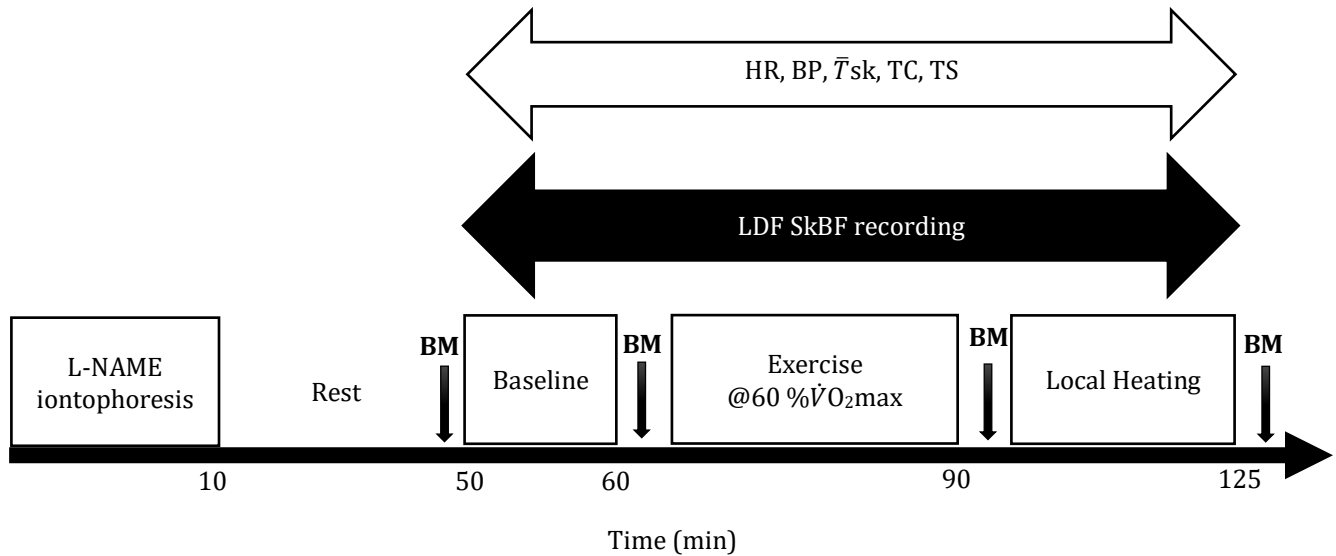 HR, BP, T̄sk, TC, TS
LDF SkBF recording
L-NAME
iontophoresis
Rest
BM
Baseline
BM
Exercise
@60 %V̇O₂max
BM
Local Heating
BM
10
50
60
90
125
Time (min)